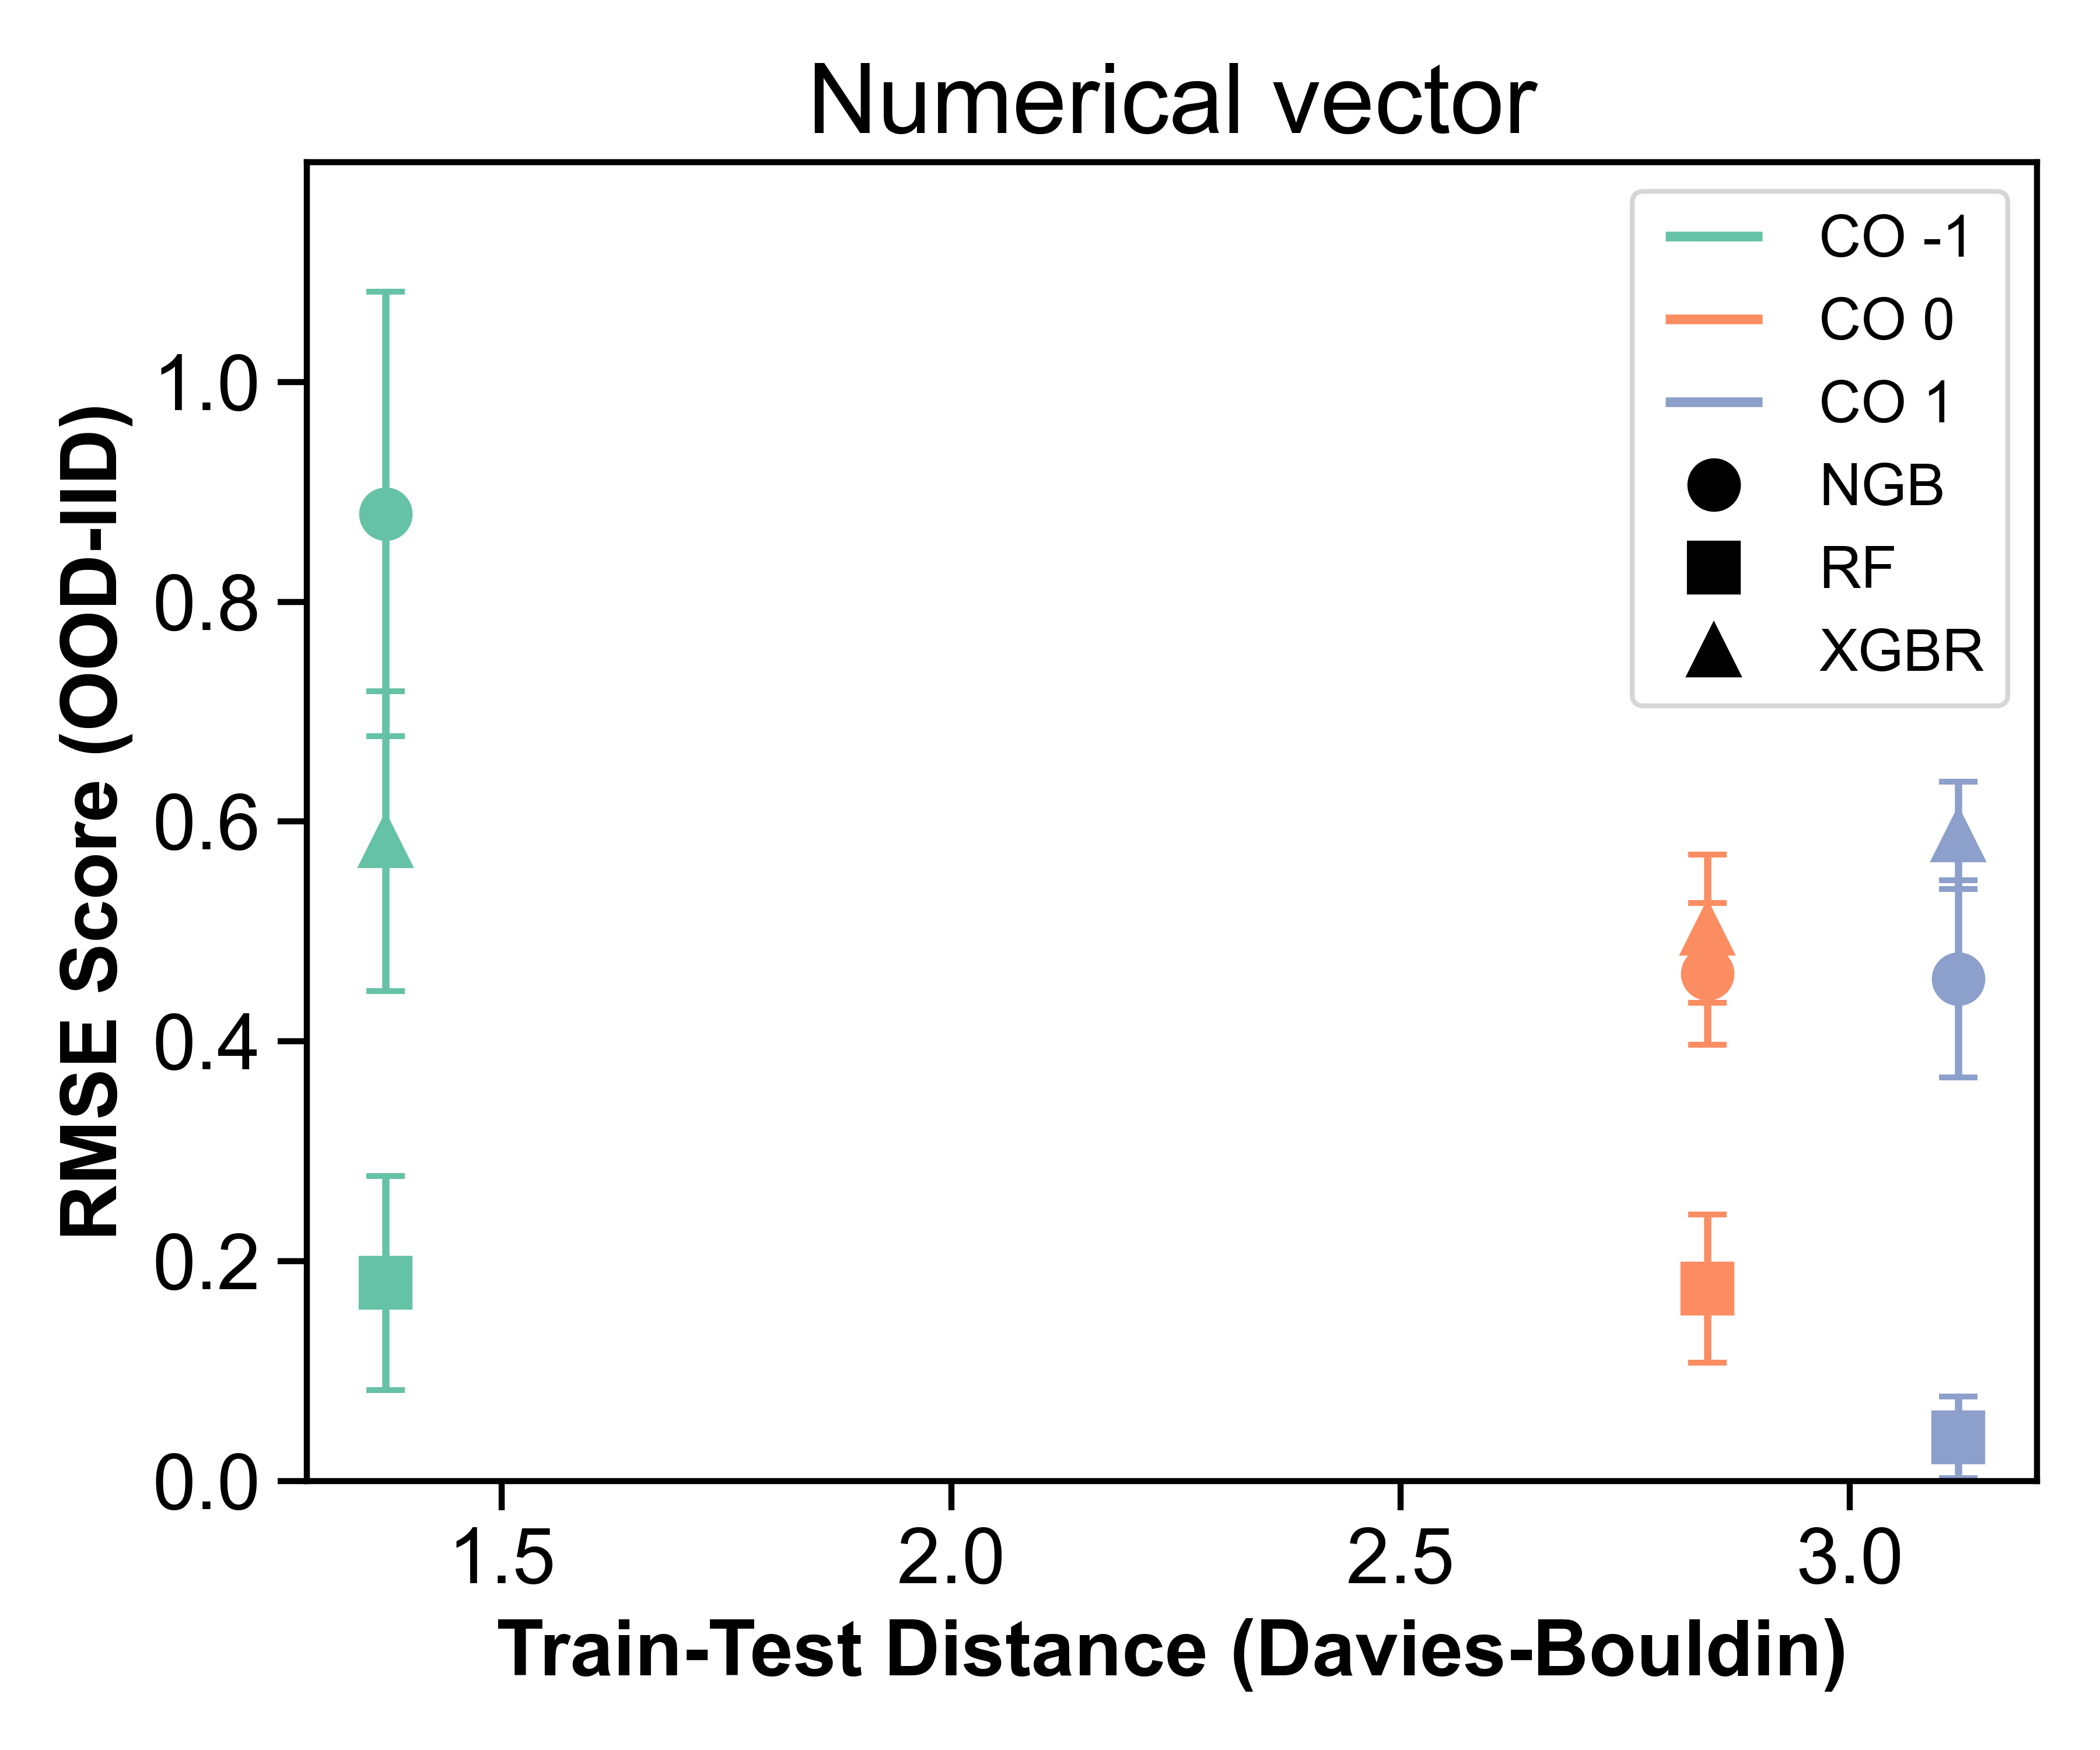 Numerical vector
CO -1
CO 0
CO 1
NGB
RF
XGBR
RMSE Score (OOD-IID)
1.0
0.8
0.6
0.4
0.2
0.0
1.5 2.0 2.5 3.0
Train-Test Distance (Davies-Bouldin)